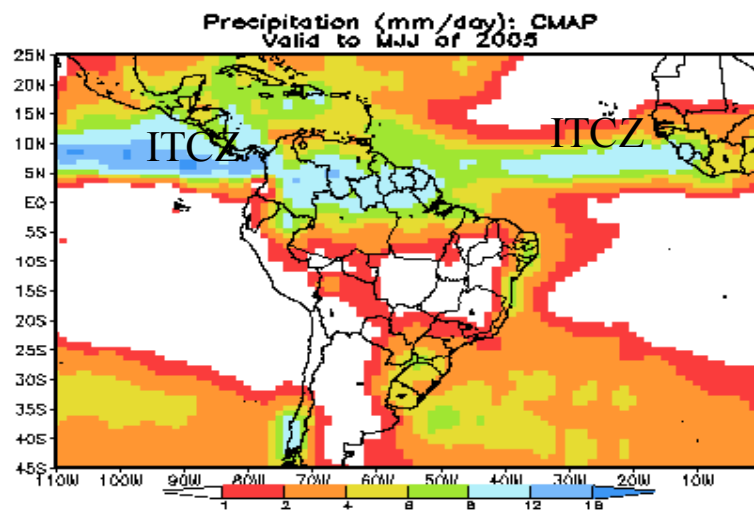 Precipitation (mm/day): CMAP
Valid to MJJ of 2005
25N
20N
15N
10N
5N
EQ
5S
10S
15S
20S
25S
30S
35S
40S
45S
ITCZ
ITCZ
110W 100W 90W 80W 70W 60W 50W 40W 30W 20W 10W 0
1 2 4 6 8 12 16